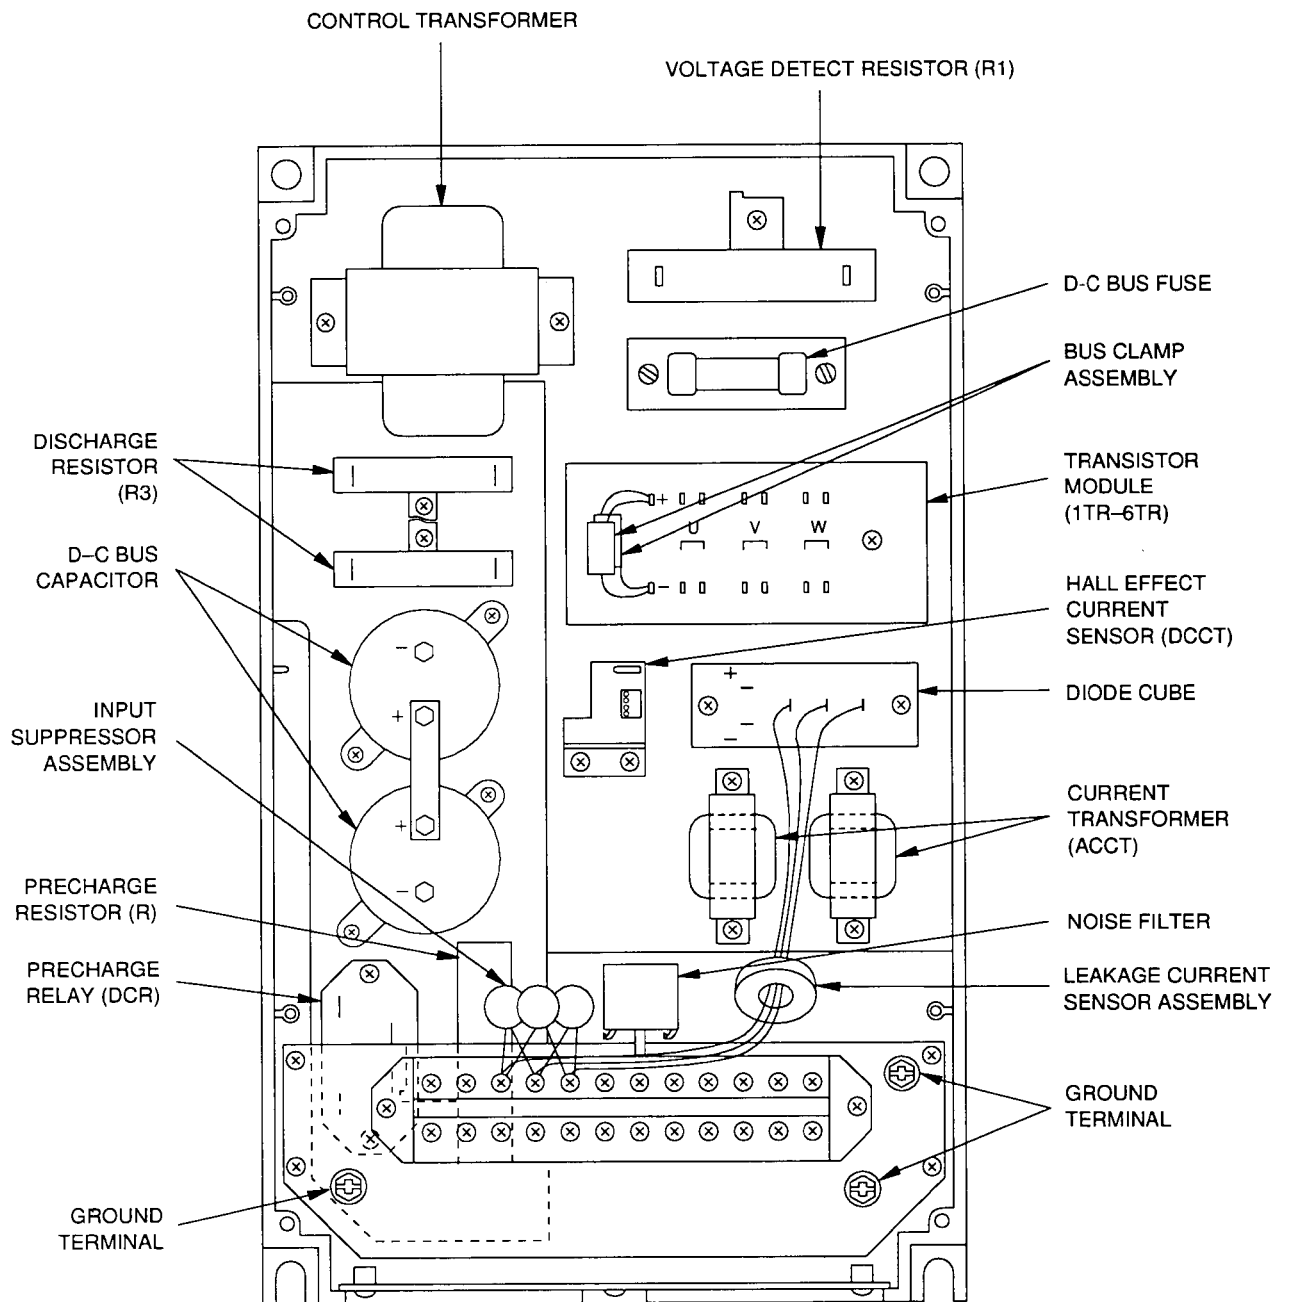 CONTROL TRANSFORMER
VOLTAGE DETECT RESISTOR (R1)
D-C BUS FUSE
BUS CLAMP
ASSEMBLY
DISCHARGE
RESISTOR
(R3)
TRANSISTOR
MODULE
(1TR–6TR)
+
U V W
−
D–C BUS
CAPACITOR
HALL EFFECT
CURRENT
SENSOR (DCCT)
−
+
+
−
+
−
−
−
DIODE CUBE
INPUT
SUPPRESSOR
ASSEMBLY
CURRENT
TRANSFORMER
(ACCT)
PRECHARGE
RESISTOR (R)
NOISE FILTER
PRECHARGE
RELAY (DCR)
LEAKAGE CURRENT
SENSOR ASSEMBLY
GROUND
TERMINAL
GROUND
TERMINAL